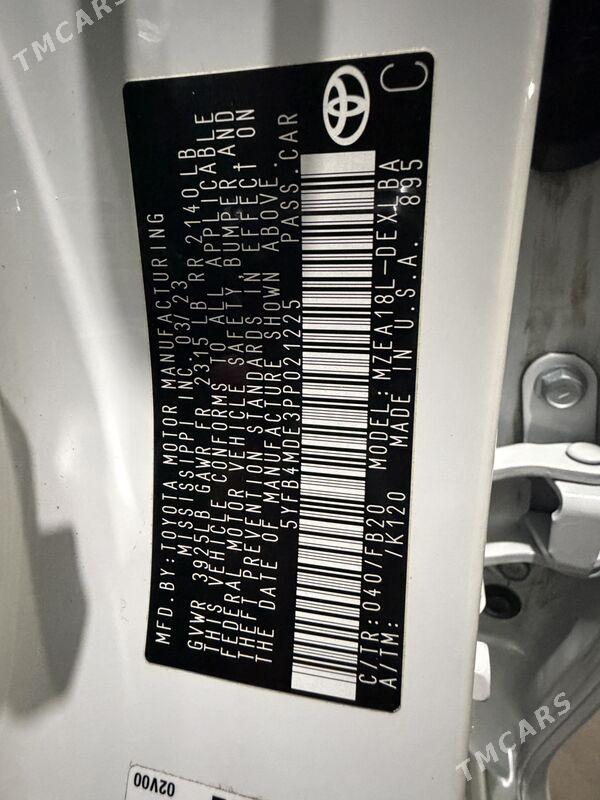 MFD. BY: TOYOTA MOTOR MANUFACTURING
MISSISSIPPI INC. 03/23
GVWR 3925LB GAWR FR 2315 LB RR 2140 LB
THIS VEHICLE CONFORMS TO ALL APPLICABLE
FEDERAL MOTOR VEHICLE SAFETY BUMPER AND
THEFT PREVENTION STANDARDS IN EFFECT ON
THE DATE OF MANUFACTURE SHOWN ABOVE.
5YFB4MDE3PP021225 PASS.CAR
C/TR: 040/FB20 MODEL: MZEA18L-DEXLBA
A/TM: /K120 MADE IN U.S.A. 895
C
02V00
TMCARS
TMCARS